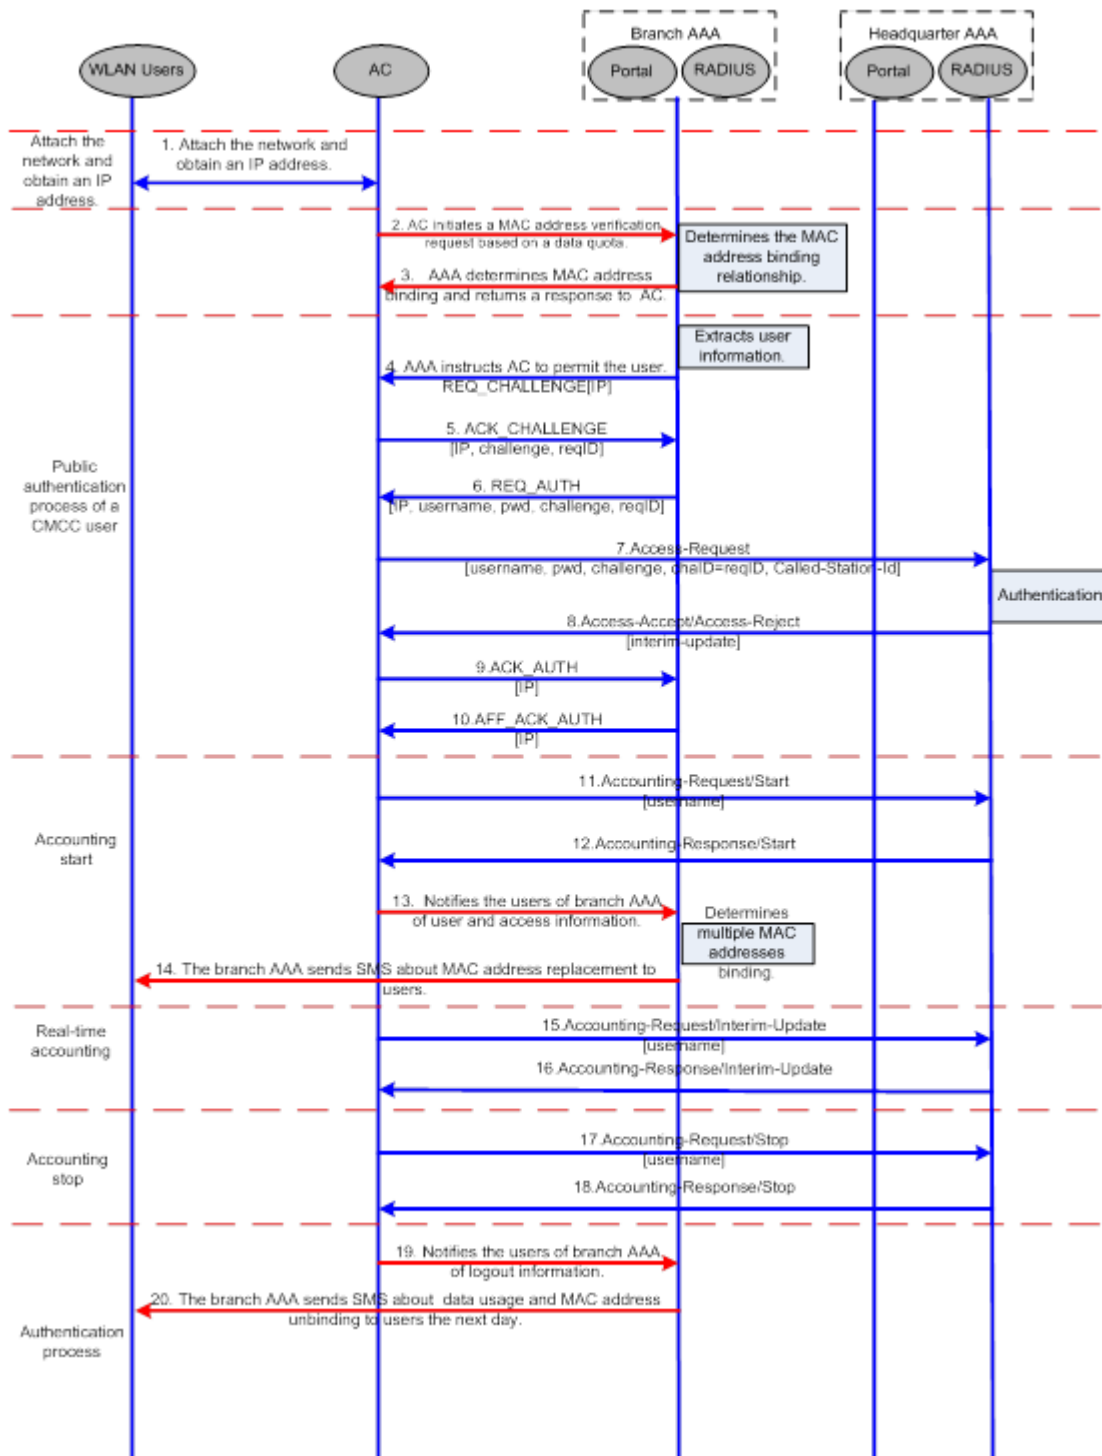 Branch AAA
Headquarter AAA
WLAN Users
AC
Portal
RADIUS
Portal
RADIUS
Attach the
network and
obtain an IP
address.
1. Attach the network and
obtain an IP address.
2. AC initiates a MAC address verification
request based on a data quota.
Determines the MAC
address binding
relationship.
3. AAA determines MAC address
binding and returns a response to AC.
Extracts user
information.
4. AAA instructs AC to permit the user.
REQ_CHALLENGE[IP]
5. ACK_CHALLENGE
[IP, challenge, reqID]
Public
authentication
process of a
CMCC user
6. REQ_AUTH
[IP, username, pwd, challenge, reqID]
7.Access-Request
[username, pwd, challenge, chaID=reqID, Called-Station-Id]
Authentication
8.Access-Accept/Access-Reject
[interim-update]
9.ACK_AUTH
[IP]
10.AFF_ACK_AUTH
[IP]
11.Accounting-Request/Start
[username]
Accounting
start
12.Accounting-Response/Start
13. Notifies the users of branch AAA
of user and access information.
Determines
multiple MAC
addresses
binding.
14. The branch AAA sends SMS about MAC address replacement to
users.
Real-time
accounting
15.Accounting-Request/Interim-Update
[username]
16.Accounting-Response/Interim-Update
Accounting
stop
17.Accounting-Request/Stop
[username]
18.Accounting-Response/Stop
19. Notifies the users of branch AAA
of logout information.
20. The branch AAA sends SMS about data usage and MAC address
unbinding to users the next day.
Authentication
process